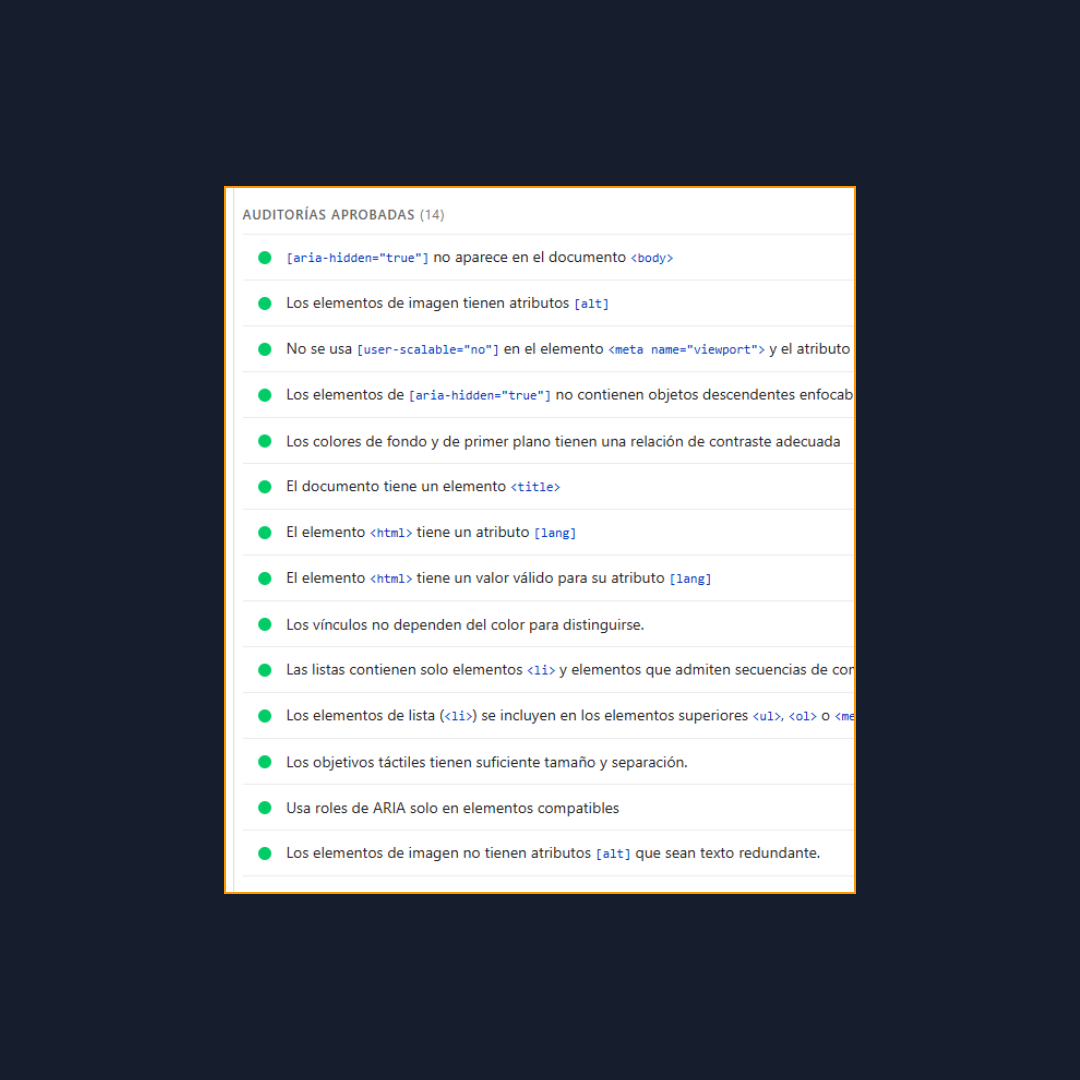 AUDITORÍAS APROBADAS (14)
[aria-hidden="true"] no aparece en el documento <body>
Los elementos de imagen tienen atributos [alt]
No se usa [user-scalable="no"] en el elemento <meta name="viewport"> y el atributo
Los elementos de [aria-hidden="true"] no contienen objetos descendentes
Los colores de fondo y de primer plano tienen una relación de contraste adecuada
El documento tiene un elemento <title>
El elemento <html> tiene un atributo [lang]
El elemento <html> tiene un valor válido para su atributo [lang]
Los vínculos no dependen del color para distinguirse.
Las listas contienen solo elementos <li> y elementos que admiten secuencias de
Los elementos de lista (<li>) se incluyen en los elementos superiores <ul>, <ol> o
Los objetivos táctiles tienen suficiente tamaño y separación.
Usa roles de ARIA solo en elementos compatibles
Los elementos de imagen no tienen atributos [alt] que sean texto redundante.